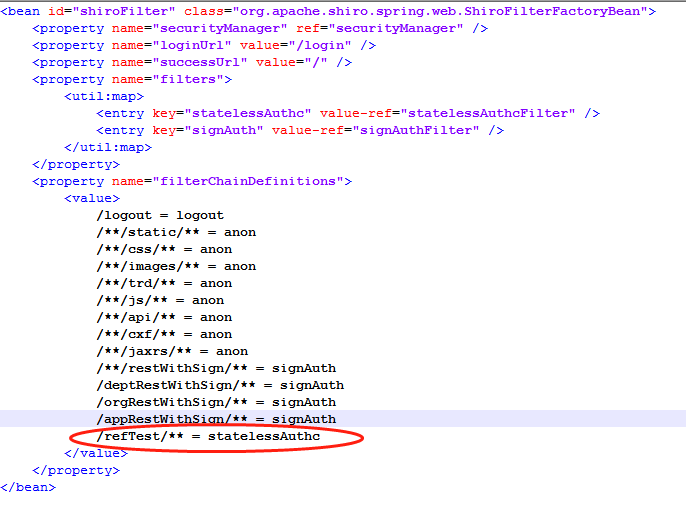 <bean id="shiroFilter" class="org.apache.shiro.spring.web.ShiroFilterFactoryBean">
<property name="securityManager" ref="securityManager" />
<property name="loginUrl" value="/login" />
<property name="successUrl" value="/" />
<property name="filters">
<util:map>
<entry key="statelessAuthc" value-ref="statelessAuthcFilter" />
<entry key="signAuth" value-ref="signAuthFilter" />
</util:map>
</property>
<property name="filterChainDefinitions">
<value>
/logout = logout
/**/static/** = anon
/**/css/** = anon
/**/images/** = anon
/**/trd/** = anon
/**/js/** = anon
/**/api/** = anon
/**/cxf/** = anon
/**/jaxrs/** = anon
/**/restWithSign/** = signAuth
/deptRestWithSign/** = signAuth
/orgRestWithSign/** = signAuth
/appRestWithSign/** = signAuth
/refTest/** = statelessAuthc
</value>
</property>
</bean>